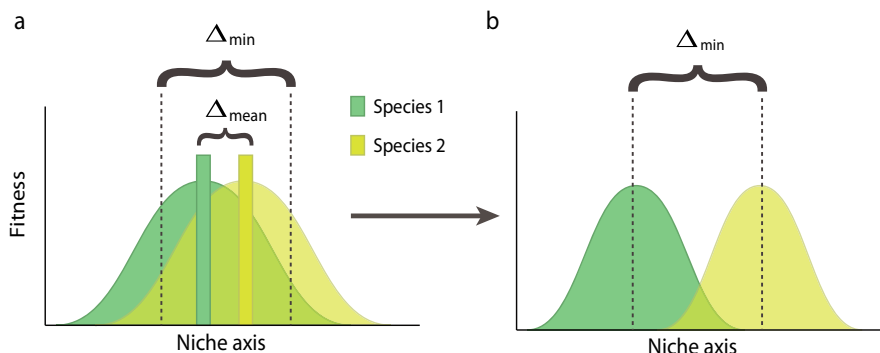 a
Δmin
Δmean
Fitness
Niche axis
Species 1
Species 2
b
Δmin
Niche axis